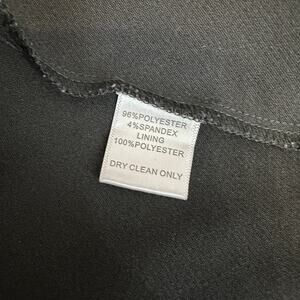 96%POLYESTER
4%SPANDEX
LINING
100%POLYESTER
DRY CLEAN ONLY